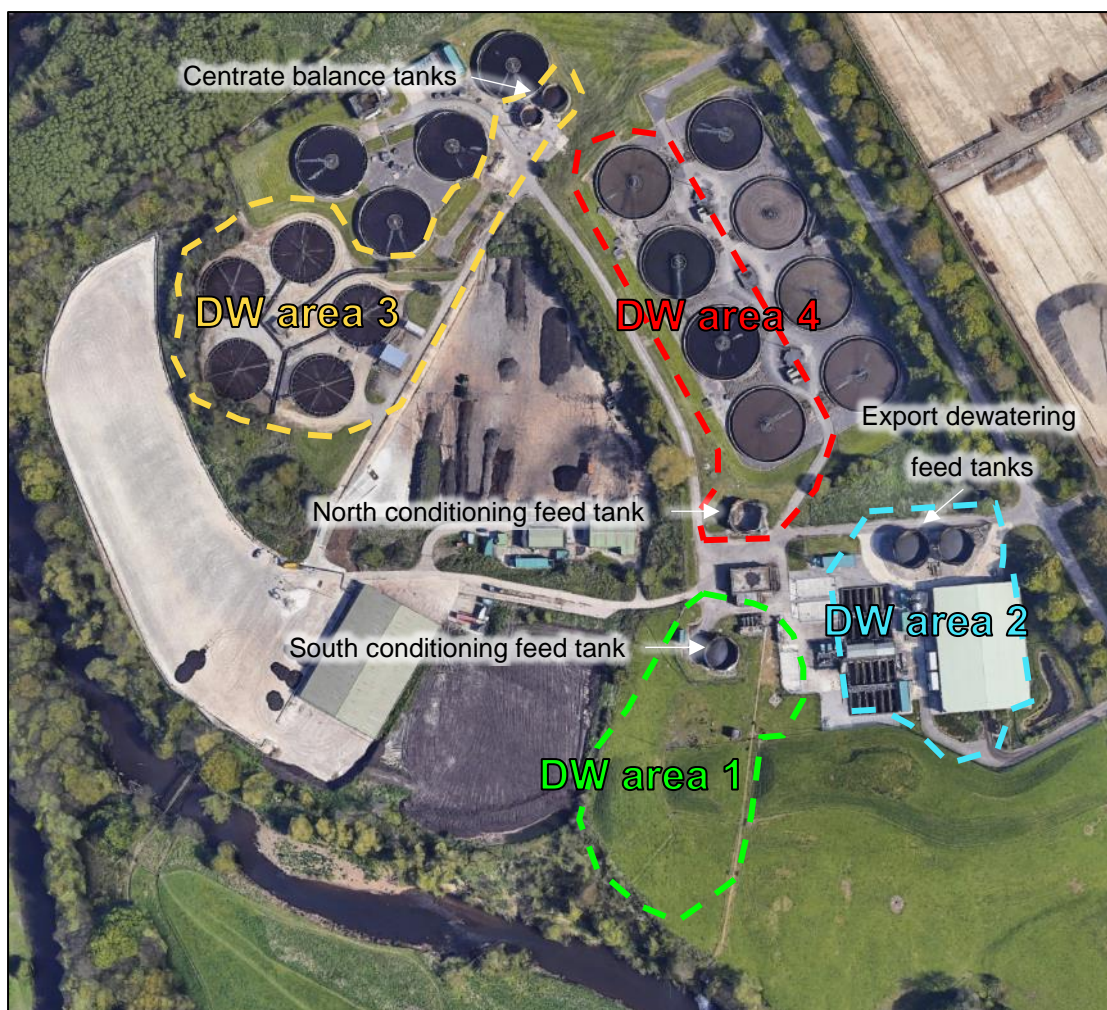 Centrate balance tanks
DW area 3
DW area 4
Export dewatering
feed tanks
North conditioning feed tank
DW area 2
South conditioning feed tank
DW area 1